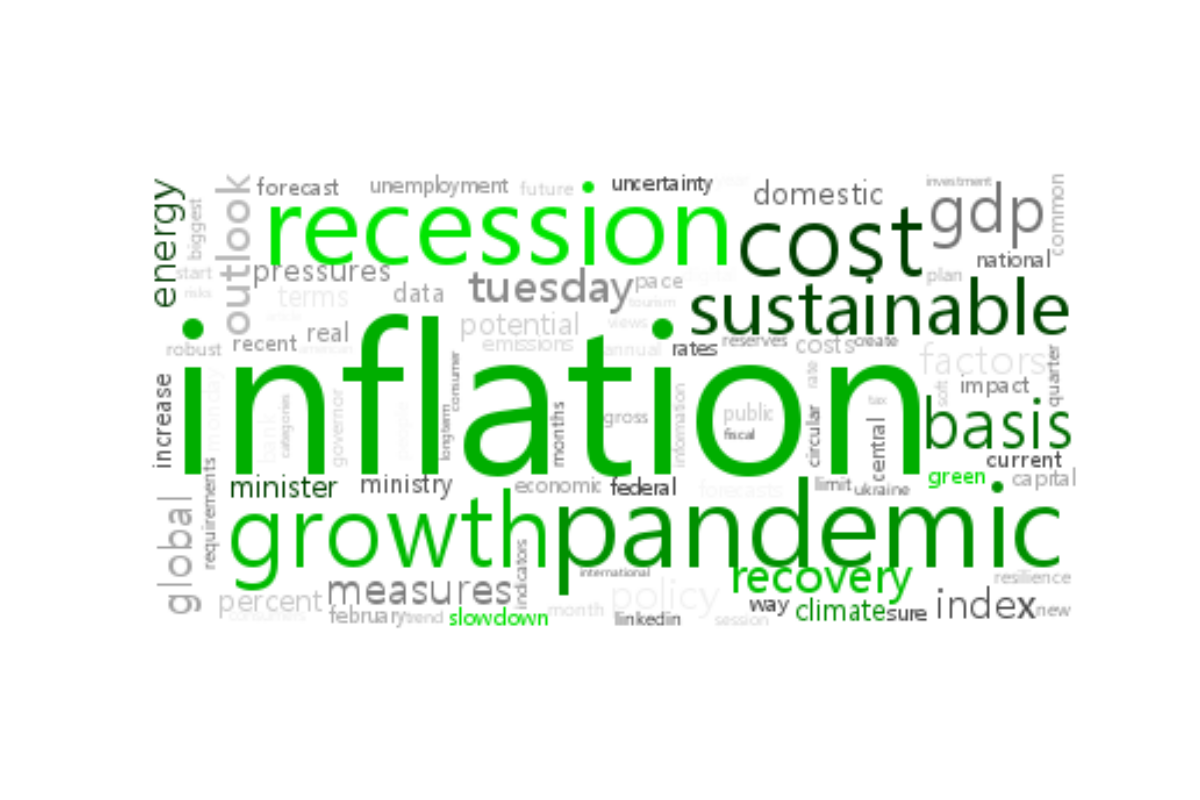 energy
biggest
outlook
forecast
unemployment
future
uncertainty
domestic
investment
gdp
common
recession
cost
national
start
pressures
tuesday
pace
plan
risks
terms
data
tourism
sustainable
potential
views
robust
recent
real
emissions
annual
rates
reserves
costs
create
factors
quarter
inflation
increase
consumer
rate
soft
impact
categories
governor
longterm
months
gross
information
public
fiscal
circular
tax
central
basis
current
requirements
minister
ministry
economic
federal
forecasts
limit
ukraine
green
capital
global
growth
pandemic
indicators
international
recovery
resilience
measures
percent
policy
way
climate
sure
index
new
consumers
february
trend
slowdown
month
linkedin
session